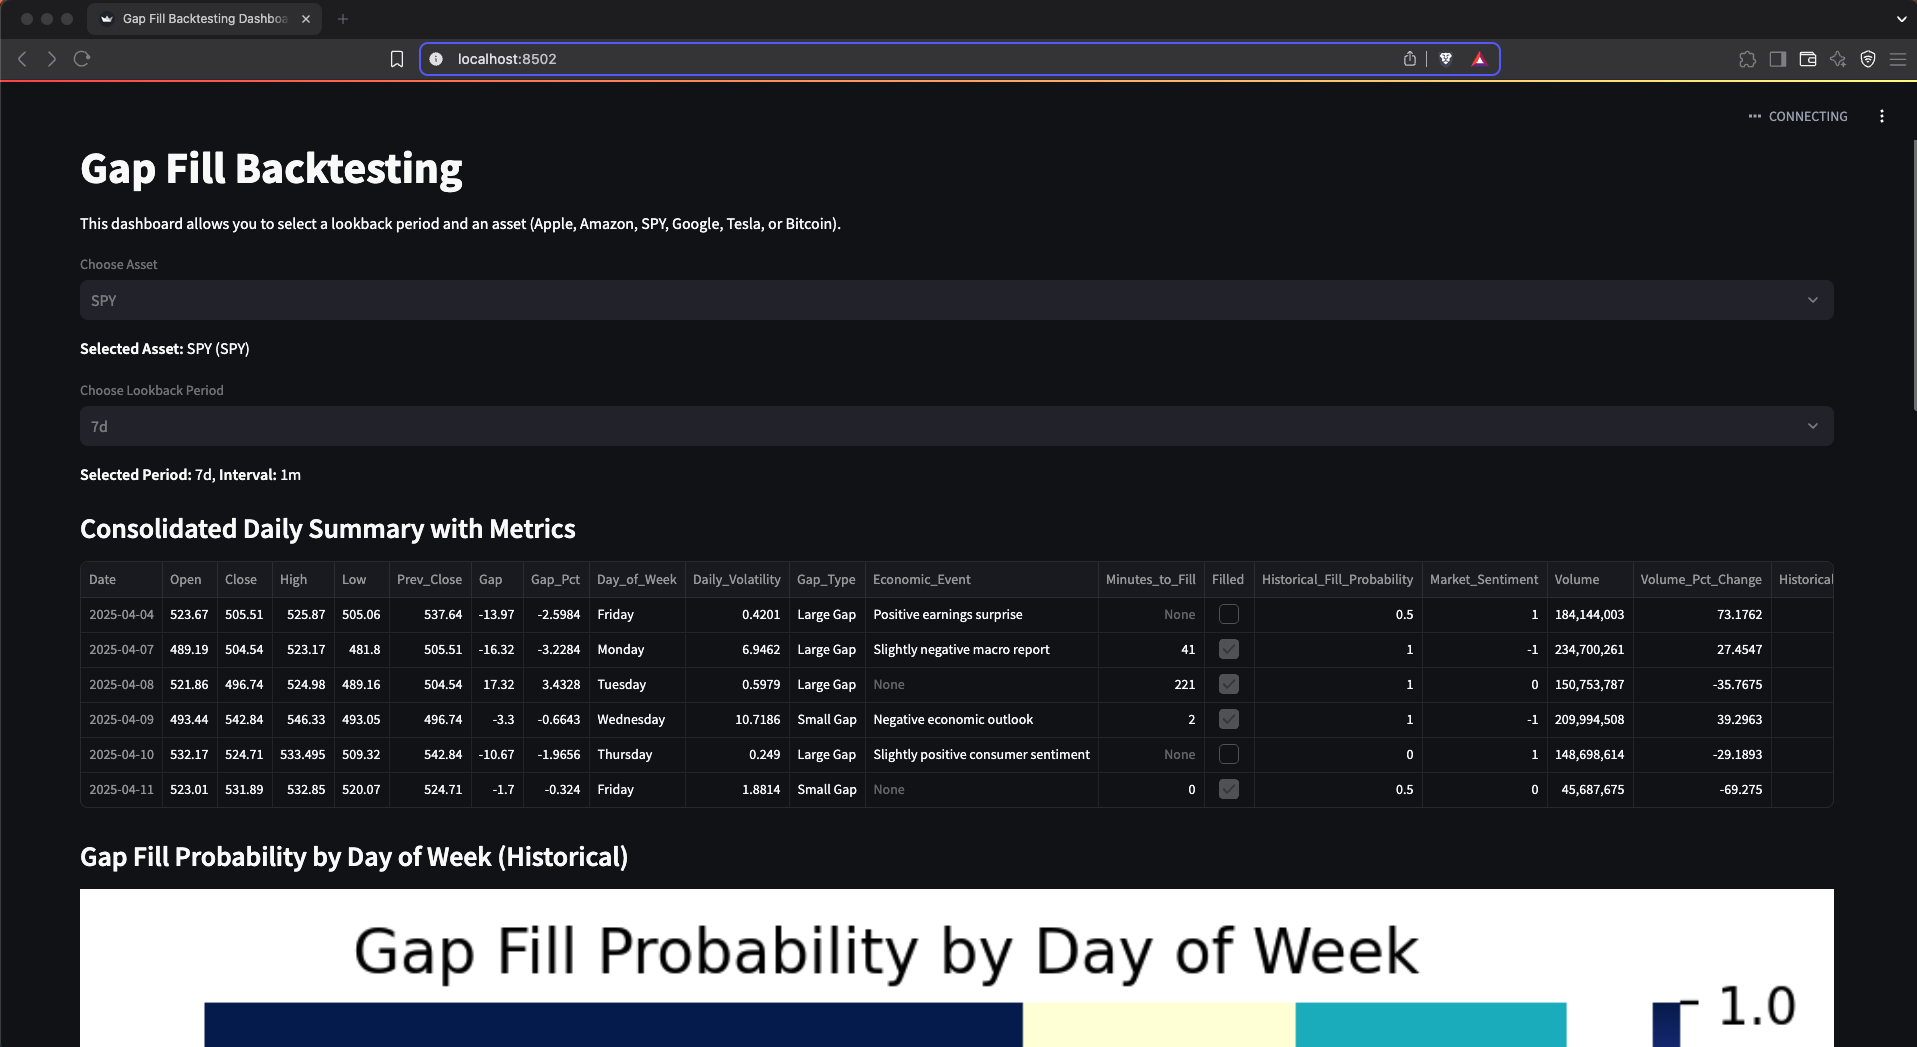 Gap Fill Backtesting Dashboa
localhost:8502
CONNECTING
Gap Fill Backtesting
This dashboard allows you to select a lookback period and an asset (Apple, Amazon, SPY, Google, Tesla, or Bitcoin).
Choose Asset
SPY
Selected Asset: SPY (SPY)
Choose Lookback Period
7d
Selected Period: 7d, Interval: 1m
Consolidated Daily Summary with Metrics
Date Open Close High Low Prev_Close Gap Gap_Pct Day_of_Week Daily_Volatility Gap_Type Economic_Event Minutes_to_Fill Filled Historical_Fill_Probability Market_Sentiment Volume Volume_Pct_Change Historical
2025-04-04 523.67 505.51 525.87 505.06 537.64 -13.97 -2.5984 Friday 0.4201 Large Gap Positive earnings surprise None 0.5 1 184,144,003 73.1762
2025-04-07 489.19 504.54 523.17 481.8 505.51 -16.32 -3.2284 Monday 6.9462 Large Gap Slightly negative macro report 41 1 -1 234,700,261 27.4547
2025-04-08 521.86 496.74 524.98 489.16 504.54 17.32 3.4328 Tuesday 0.5979 Large Gap None 221 1 0 150,753,787 -35.7675
2025-04-09 493.44 542.84 546.33 493.05 496.74 -3.3 -0.6643 Wednesday 10.7186 Small Gap Negative economic outlook 2 1 -1 209,994,508 39.2963
2025-04-10 532.17 524.71 533.495 509.32 542.84 -10.67 -1.9656 Thursday 0.249 Large Gap Slightly positive consumer sentiment None 0 1 148,698,614 -29.1893
2025-04-11 523.01 531.89 532.85 520.07 524.71 -1.7 -0.324 Friday 1.8814 Small Gap None 0 0.5 0 45,687,675 -69.275
Gap Fill Probability by Day of Week (Historical)
Gap Fill Probability by Day of Week
1.0